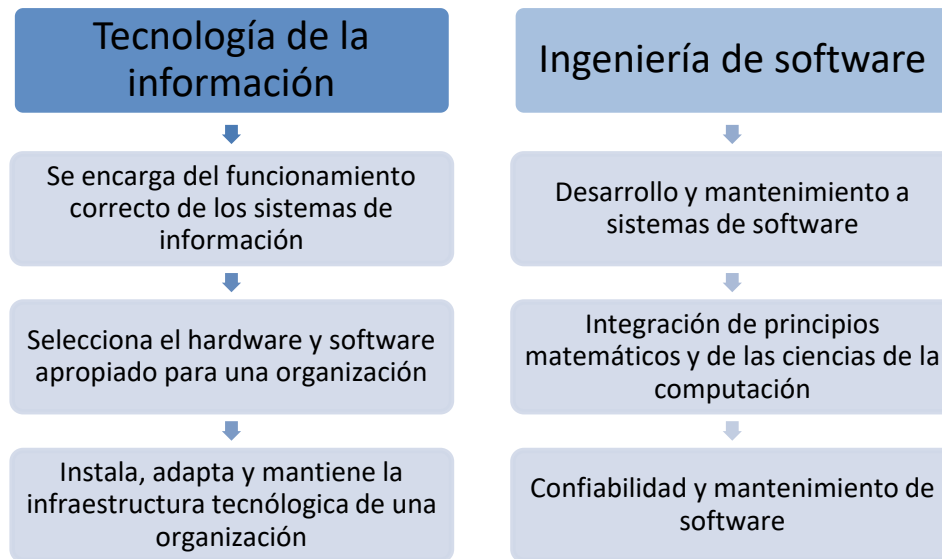 Tecnología de la
información
Se encarga del funcionamiento
correcto de los sistemas de
información
Selecciona el hardware y software
apropiado para una organización
Instala, adapta y mantiene la
infraestructura tecnólogica de una
organización
Ingeniería de software
Desarrollo y mantenimiento a
sistemas de software
Integración de principios
matemáticos y de las ciencias de la
computación
Confiabilidad y mantenimiento de
software